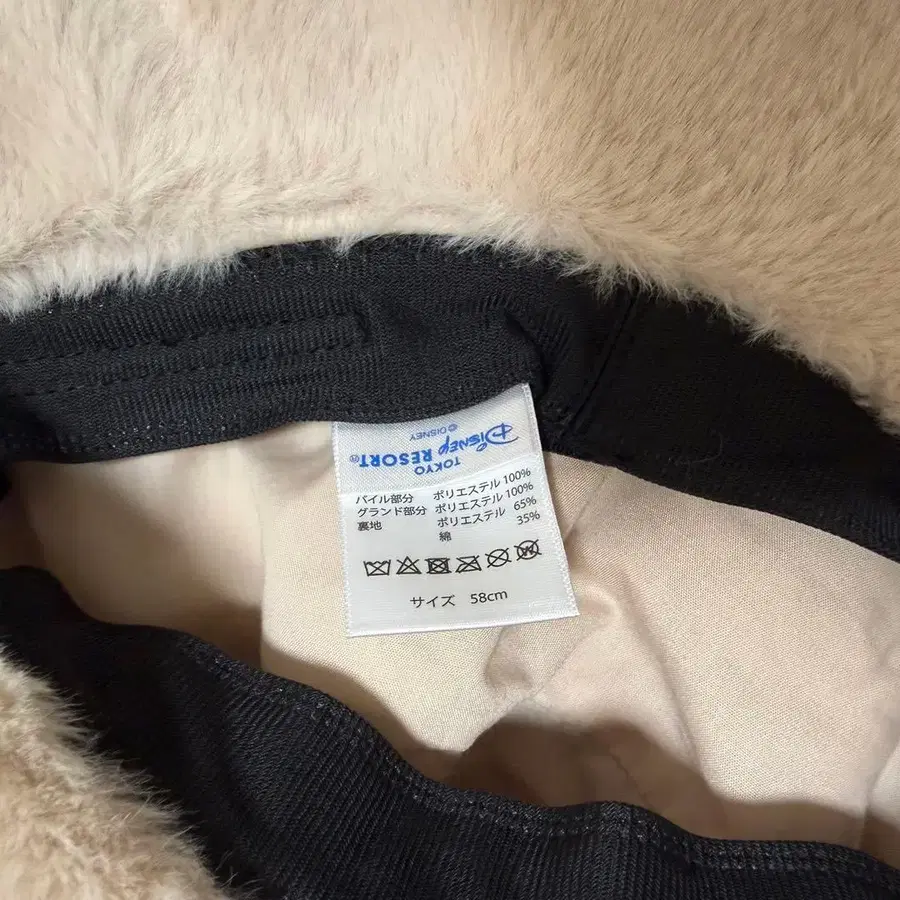 © DISNEY
TOKYO
DISNEY RESORT®
パイル部分 ポリエステル 100%
グランド部分 ポリエステル 100%
裏地 ポリエステル 65%
綿 35%
サイズ 58cm